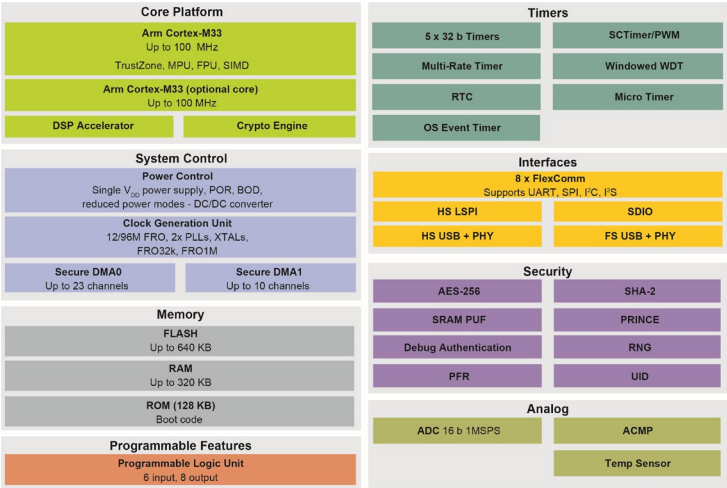 Core Platform
Arm Cortex-M33
Up to 100 MHz
TrustZone, MPU, FPU, SIMD
Arm Cortex-M33 (optional core)
Up to 100 MHz
DSP Accelerator
Crypto Engine
System Control
Power Control
Single VDD power supply, POR, BOD,
reduced power modes - DC/DC converter
Clock Generation Unit
12/96M FRO, 2x PLLs, XTALs,
FRO32k, FRO1M
Secure DMA0
Up to 23 channels
Secure DMA1
Up to 10 channels
Memory
FLASH
Up to 640 KB
RAM
Up to 320 KB
ROM (128 KB)
Boot code
Programmable Features
Programmable Logic Unit
6 input, 8 output
Timers
5 x 32 b Timers
SCTimer/PWM
Multi-Rate Timer
Windowed WDT
RTC
Micro Timer
OS Event Timer
Interfaces
8 x FlexComm
Supports UART, SPI, I²C, I²S
HS LSPI
SDIO
HS USB + PHY
FS USB + PHY
Security
AES-256
SHA-2
SRAM PUF
PRINCE
Debug Authentication
RNG
PFR
UID
Analog
ADC 16 b 1MSPS
ACMP
Temp Sensor